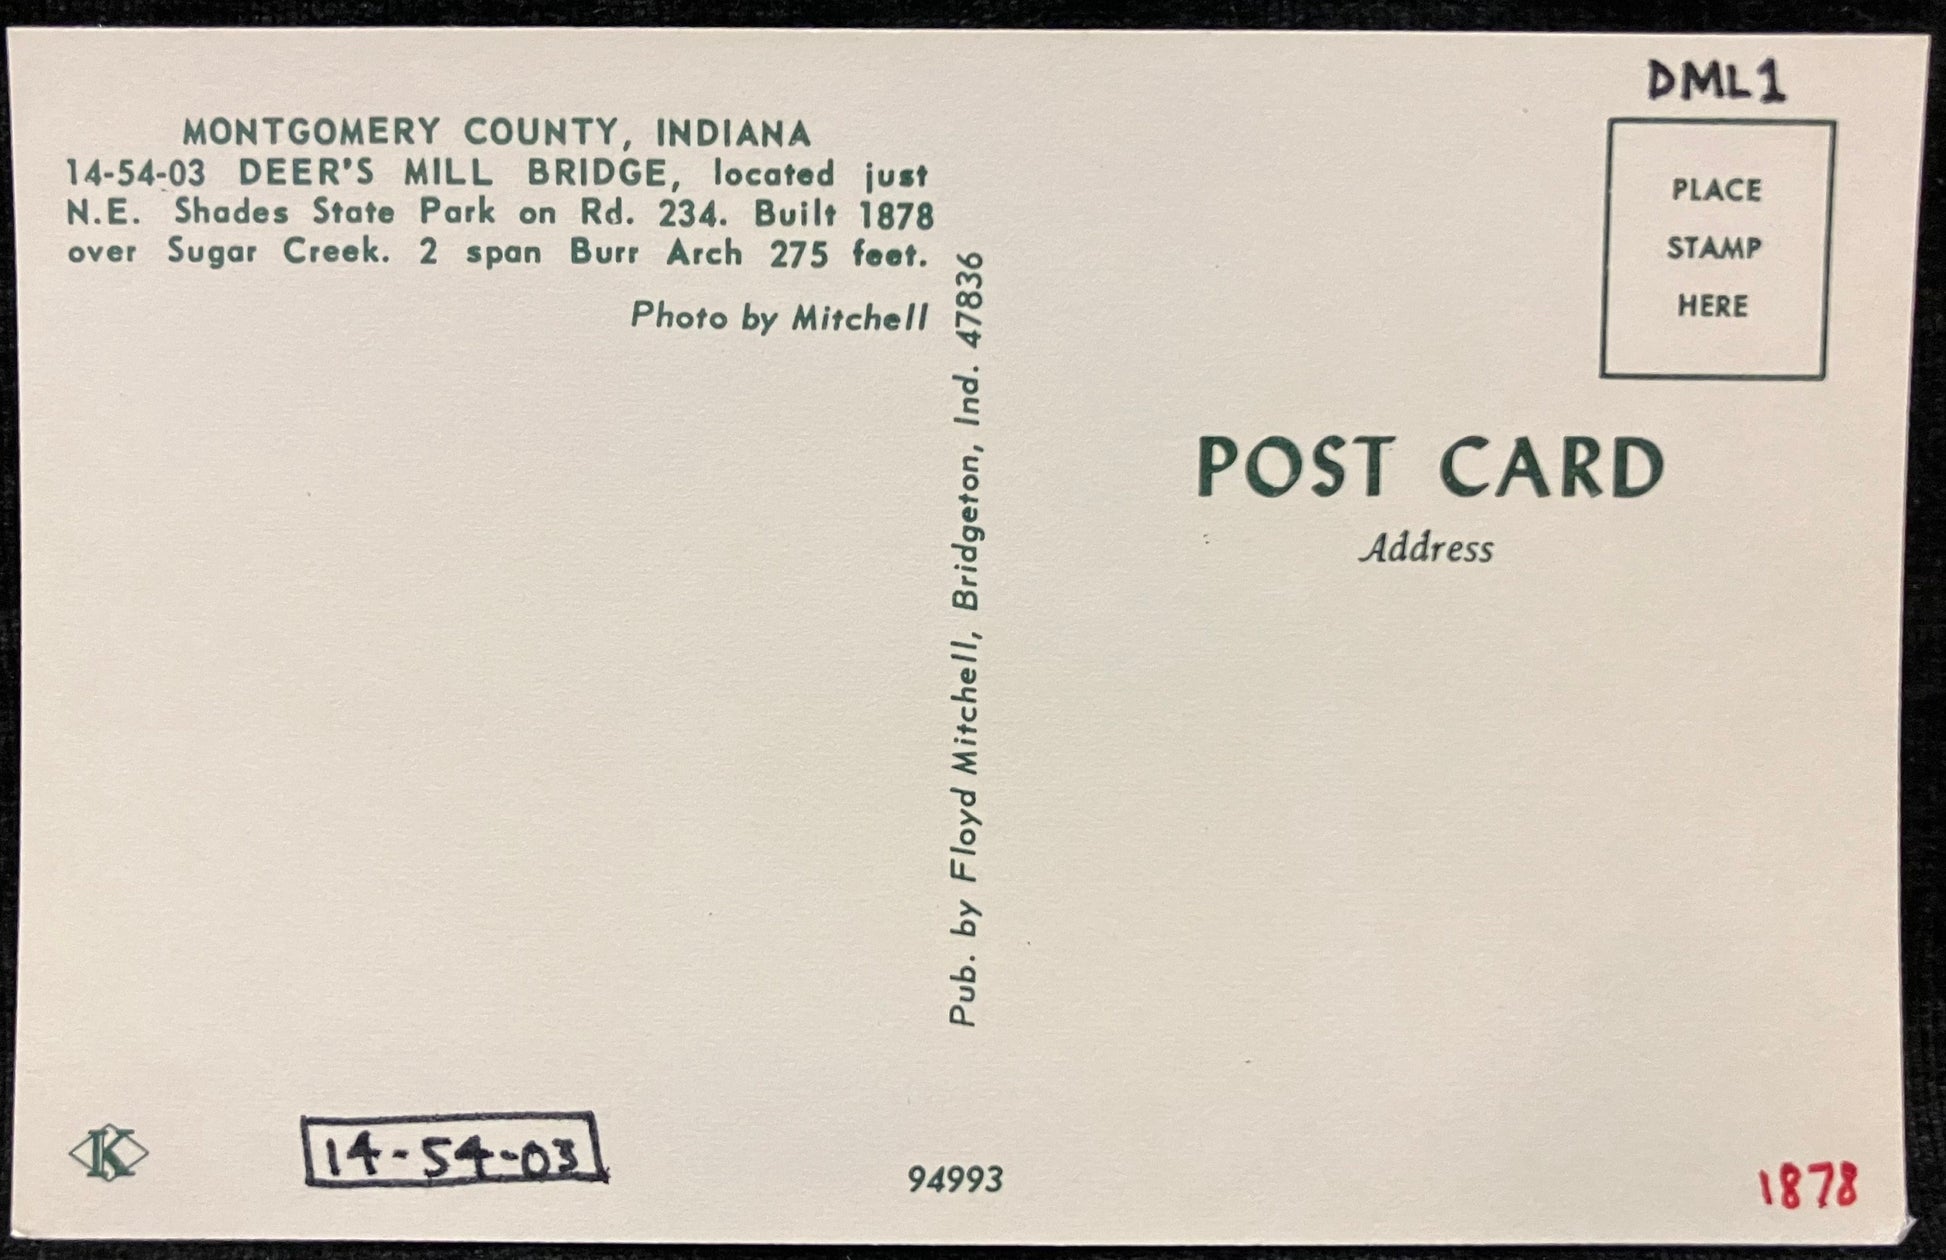 DML1
PLACE
STAMP
HERE
MONTGOMERY COUNTY, INDIANA
14-54-03 DEER'S MILL BRIDGE, located just
N.E. Shades State Park on Rd. 234. Built 1878
over Sugar Creek. 2 span Burr Arch 275 feet.
Photo by Mitchell
Pub. by Floyd Mitchell, Bridgeton, Ind. 47836
POST CARD
Address
K
14-54-03
94993
1878